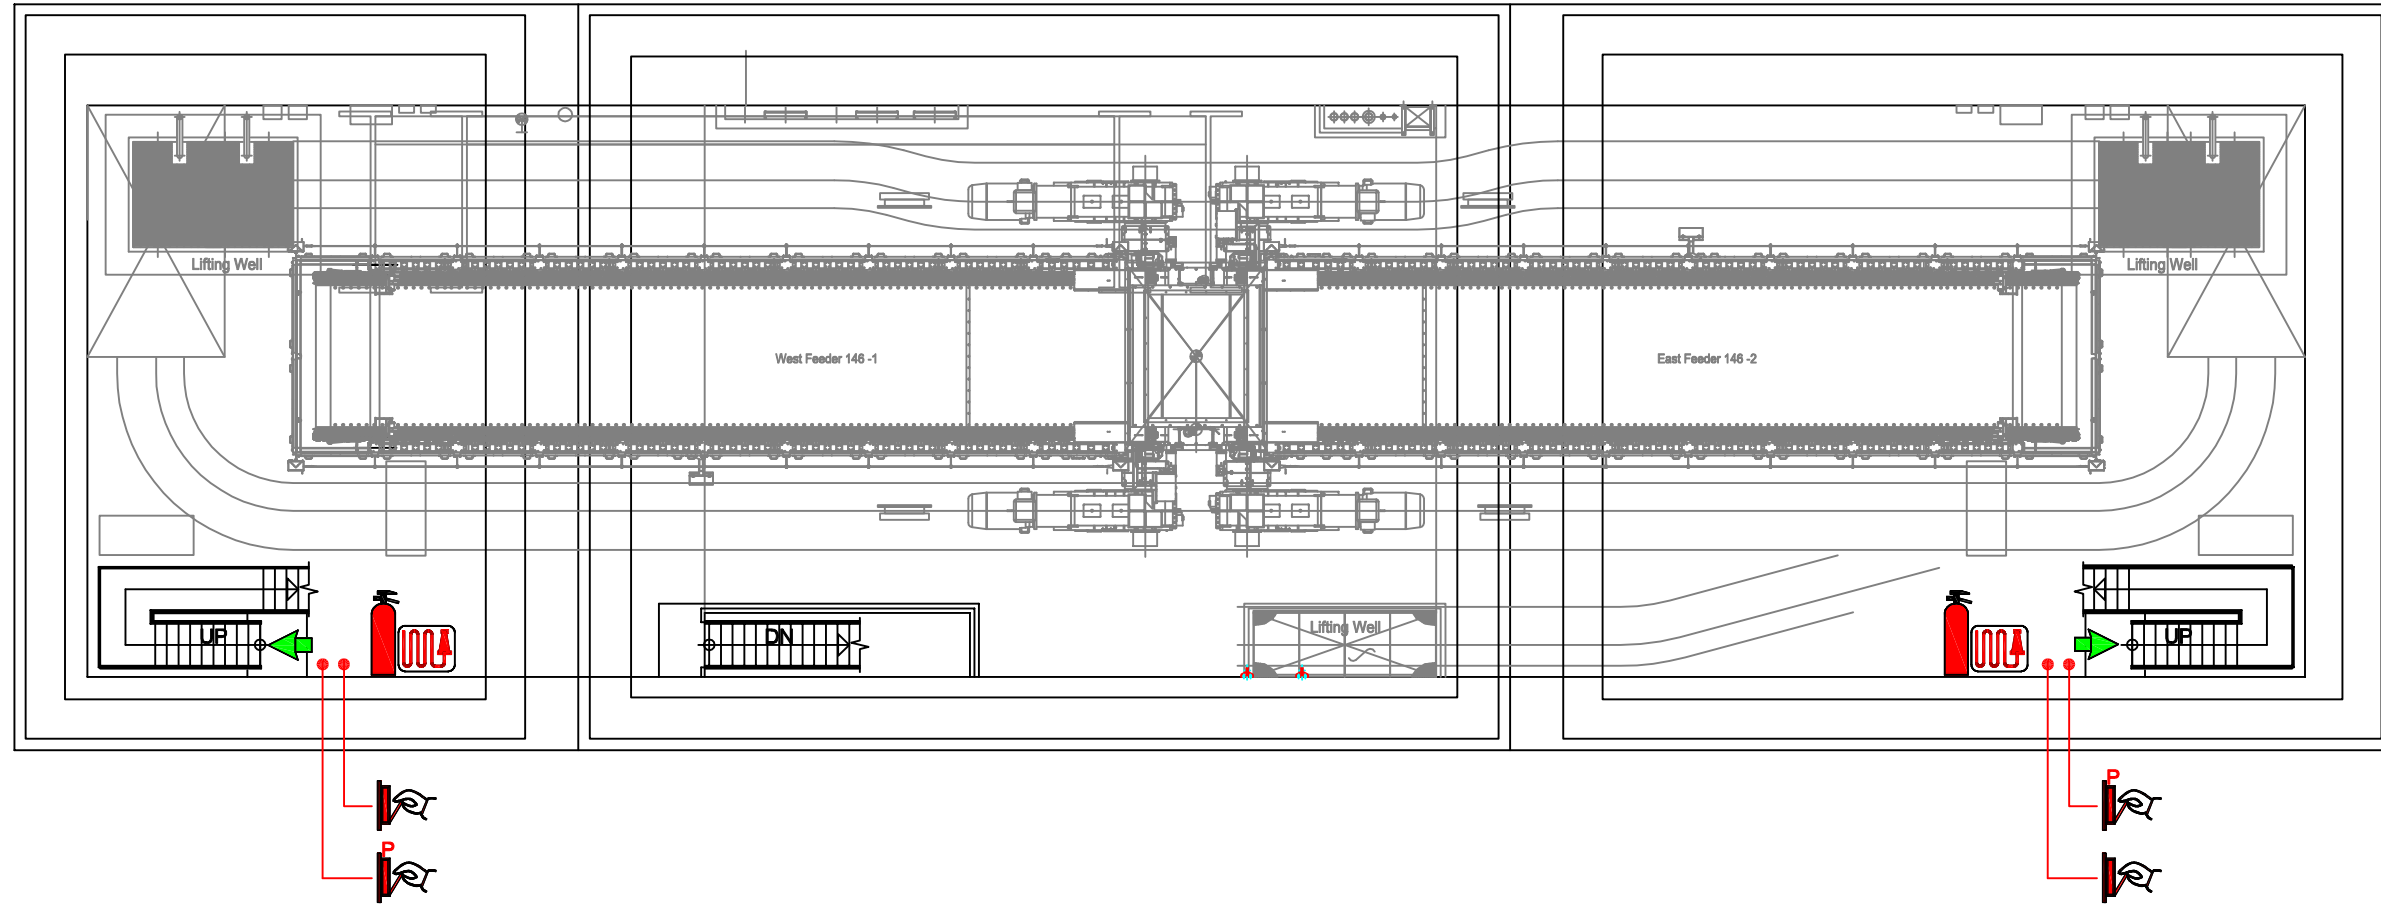 Lifting Well
Lifting Well
West Feeder 146 -1
East Feeder 146 -2
UP
DN
Lifting Well
UP
P
P